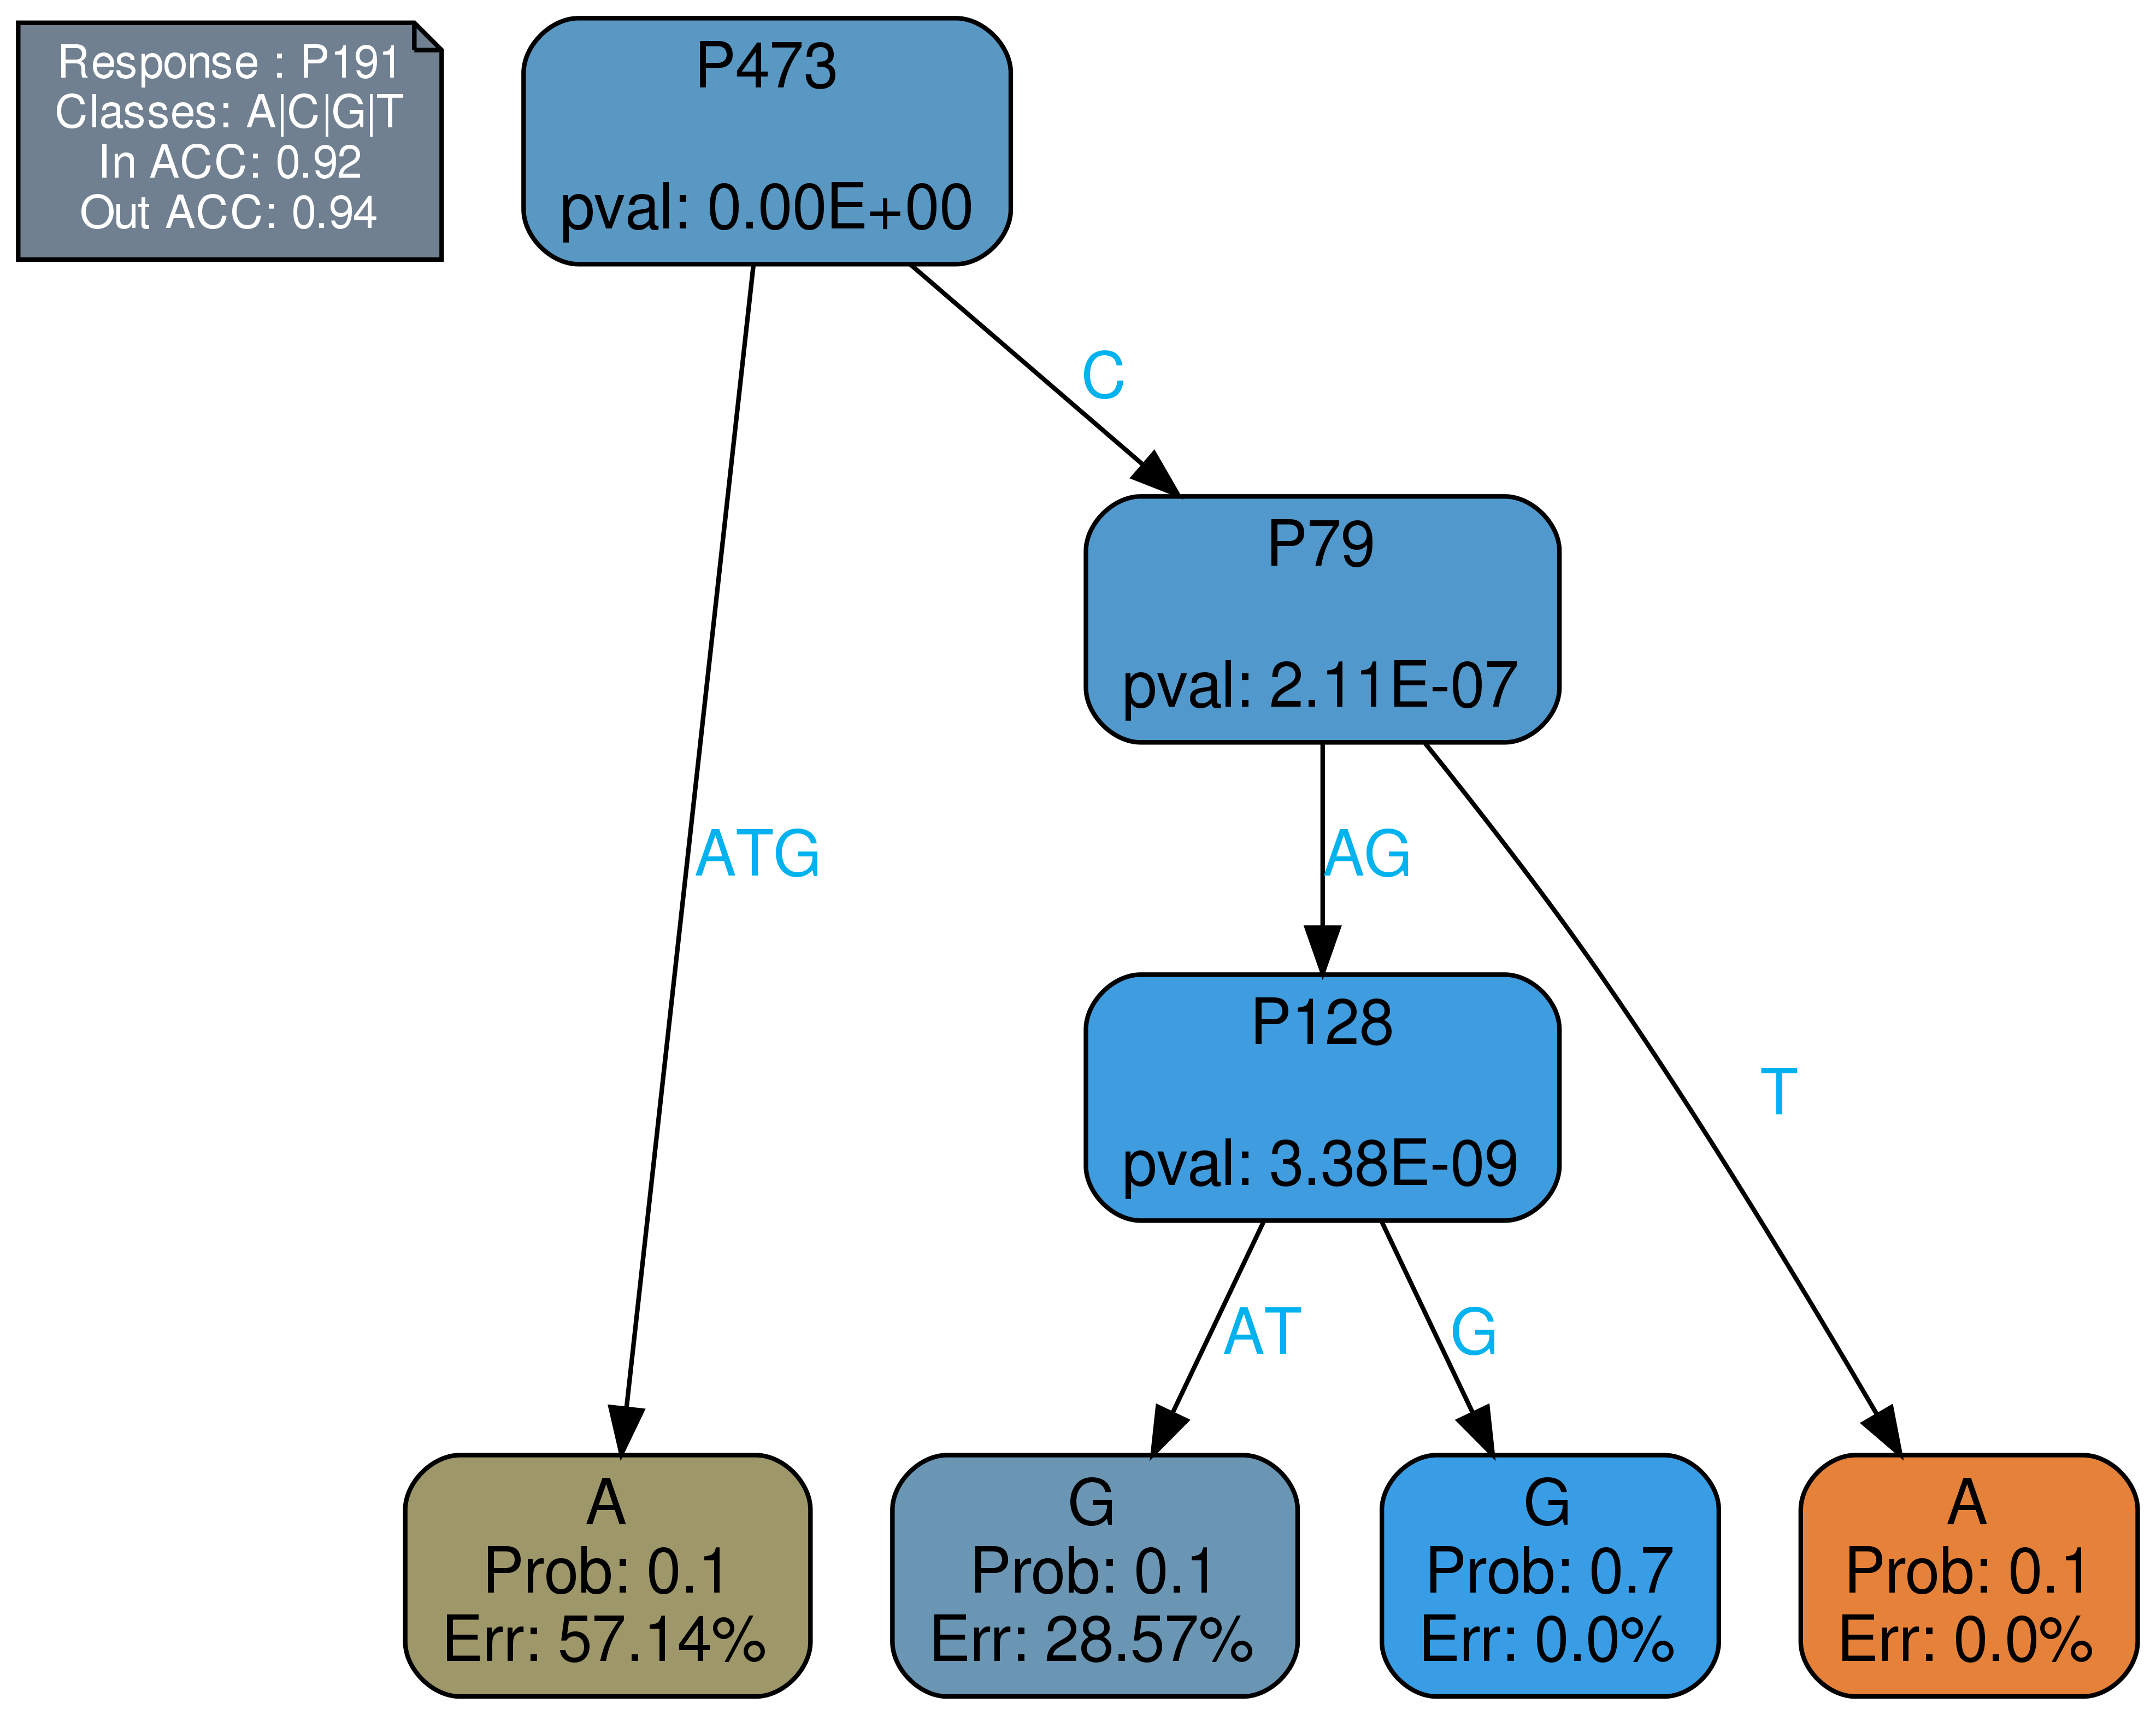 Response : P191
Classes: A|C|G|T
In ACC: 0.92
Out ACC: 0.94
P473
pval: 0.00E+00
C
P79
pval: 2.11E-07
ATG
AG
P128
pval: 3.38E-09
T
AT
G
A
Prob: 0.1
Err: 57.14%
G
Prob: 0.1
Err: 28.57%
G
Prob: 0.7
Err: 0.0%
A
Prob: 0.1
Err: 0.0%